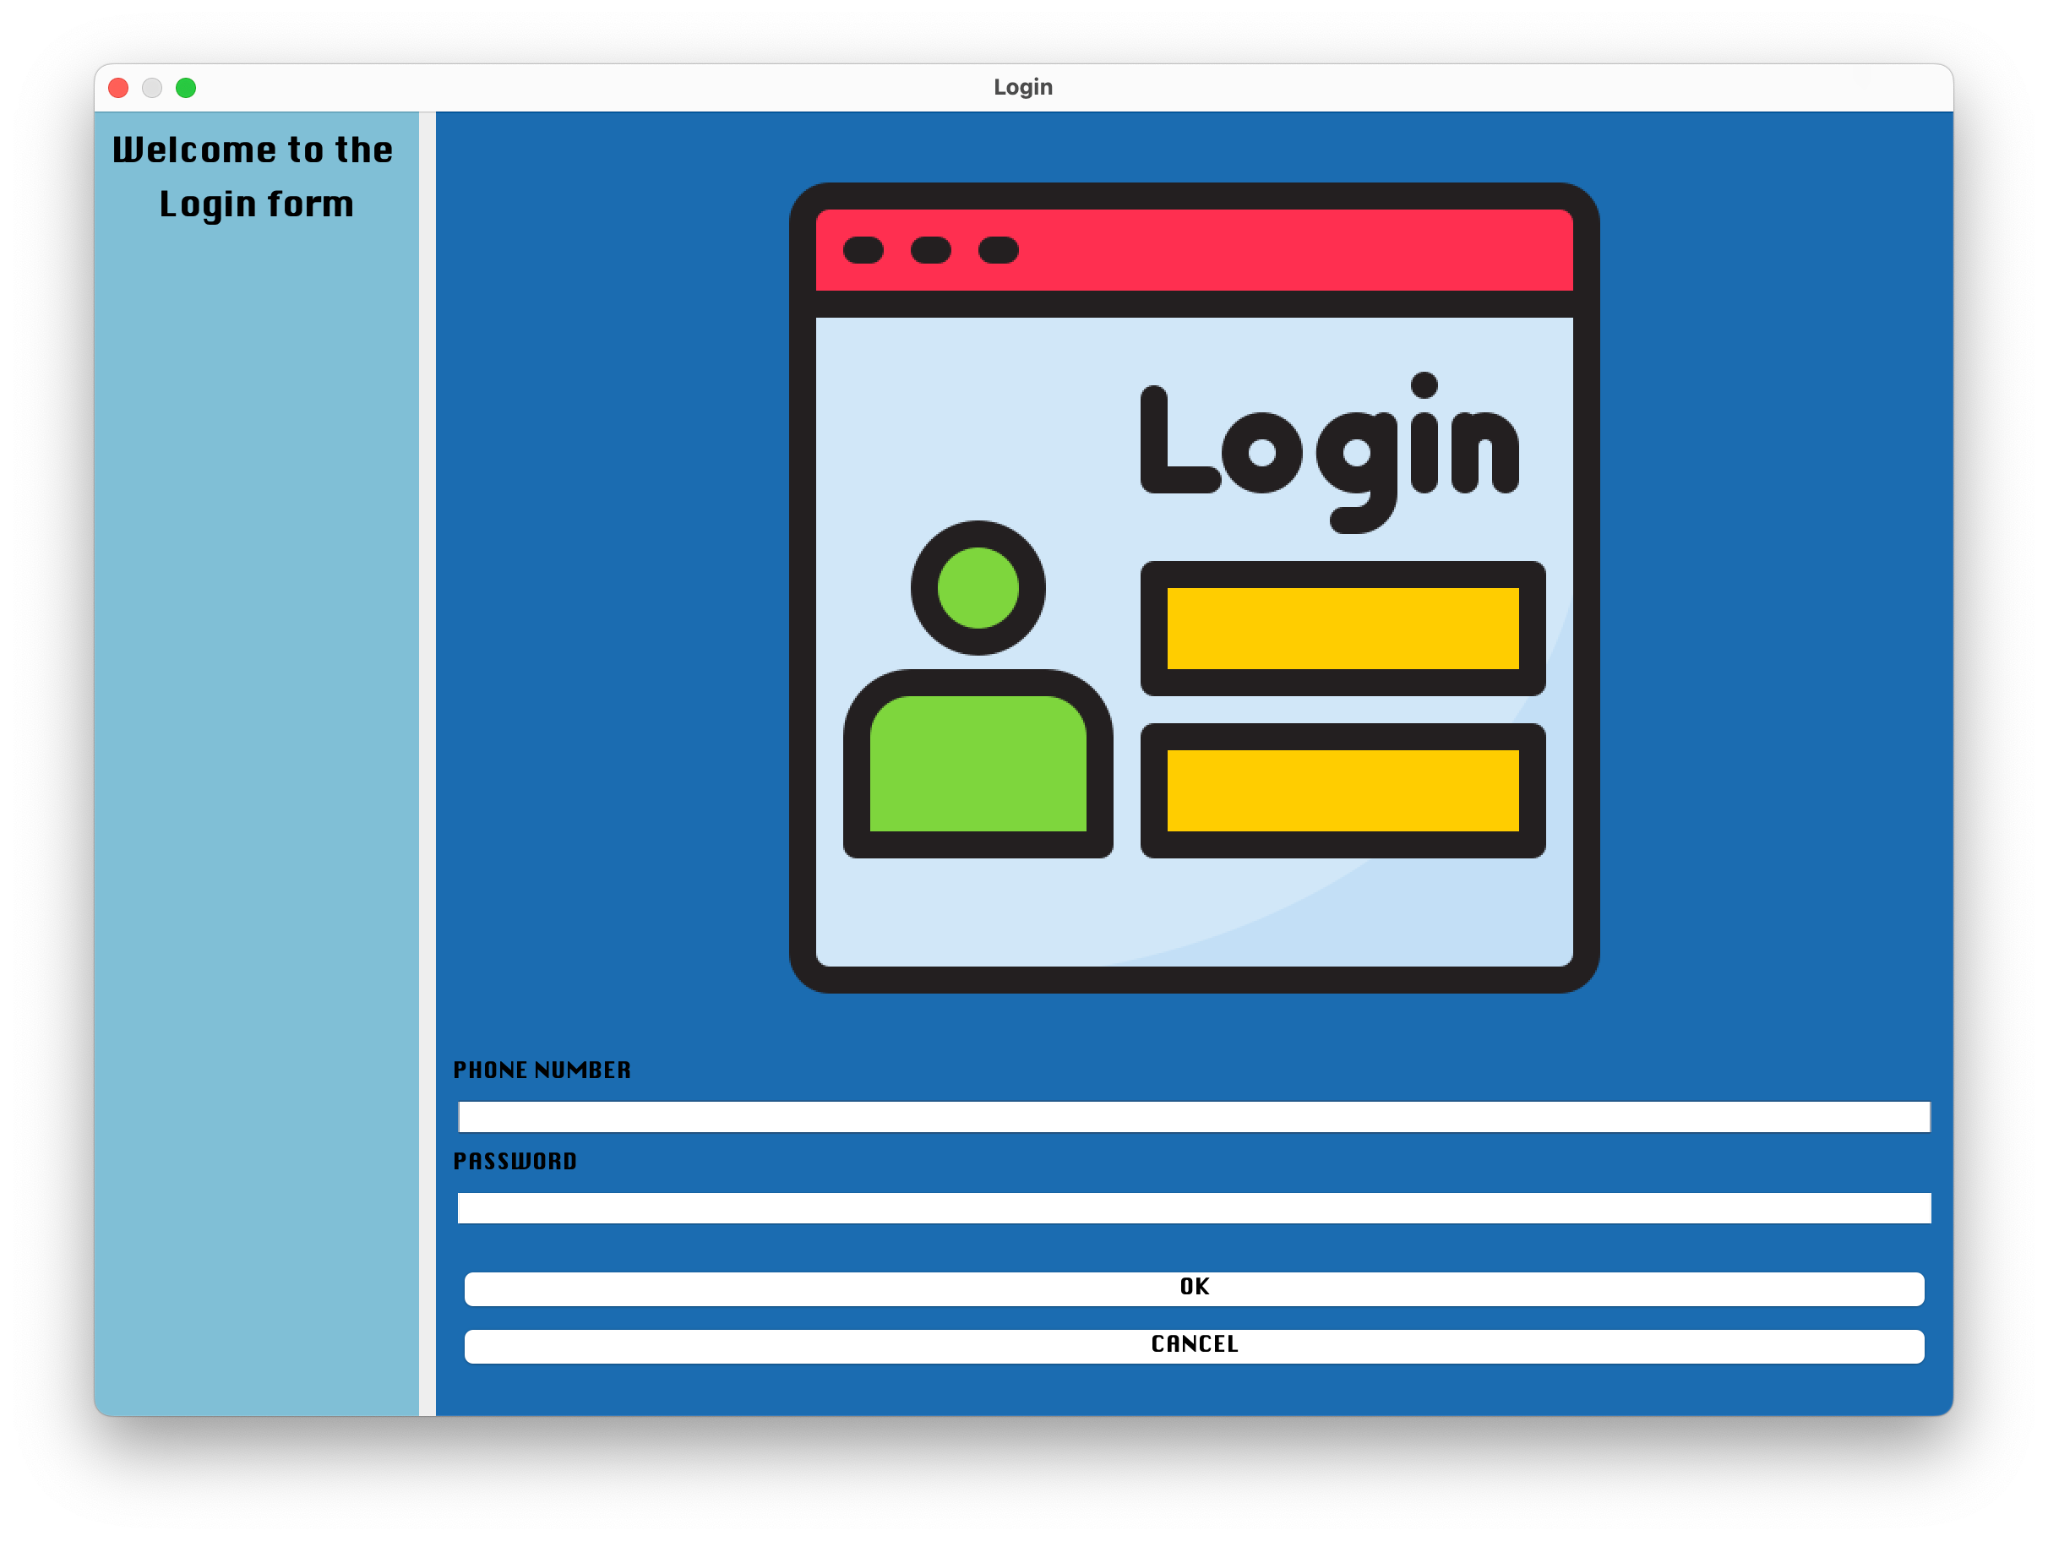 Login
Welcome to the
Login form
Login
PHONE NUMBER
PASSWORD
OK
CANCEL